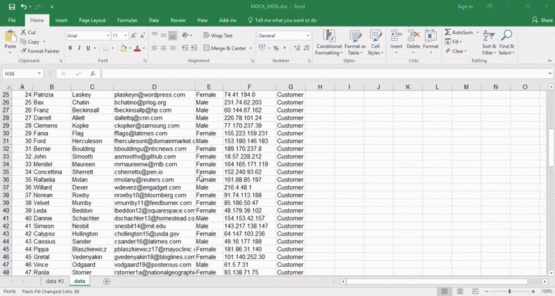 MOCK_DATA.xlsx - Excel
Sign in
File Home Insert Page Layout Formulas Data Review View Add-ins Tell me what you want to do
Share
Cut
Copy
Format Painter
Paste
Clipboard
Arial 11
Font
Wrap Text
Merge & Center
Alignment
General
Number
Conditional Formatting
Format as Table
Cell Styles
Styles
Insert Delete Format
Cells
AutoSum
Fill
Clear
Sort & Filter
Find & Select
Editing
H36
A B C D E F G H I J K L M N O
25 24 Patrizia Laskey plaskeyn@wordpress.com Female 74.41.194.0 Customer
26 25 Bax Chatin bchatino@prlog.org Male 231.74.62.203 Customer
27 26 Franz Beckinsall fbeckinsallp@hp.com Male 60.144.67.162 Customer
28 27 Darrell Allett dallettq@cnn.com Male 226.78.101.24 Customer
29 28 Clemens Kopke ckopker@samsung.com Male 77.170.237.39 Customer
30 29 Fania Flag fflags@latimes.com Female 155.223.159.231 Customer
31 30 Ford Herculeson Male 153.180.146.183 Customer
32 31 Bernie Boulding bbouldingu@nbcnews.com Male 189.170.237.8 Customer
33 32 John Smooth asmoothv@github.com Male 18.57.228.212 Customer
34 33 Mendel Maureen mmaureenw@mlb.com Male 164.165.171.119 Customer
35 34 Concettina Sherrett csherrettx@pen.io Female 152.240.93.62 Customer
36 35 Rafaelia Molan rmolany@reuters.com Female 161.88.85.197 Customer
37 36 Willard Dever wdeverz@engadget.com Male 216.4.48.1 Customer
38 37 Norean Roxby nroxby10@bloomberg.com Female 91.74.113.188 Customer
39 38 Velvet Mumby vmumby11@feedburner.com Female 85.186.50.47 Customer
40 39 Leda Beddon lbeddon12@squarespace.com Female 48.179.39.102 Customer
41 40 Dannie Schachter dschachter13@homestead.co Male 154.153.42.157 Customer
42 41 Simeon Nesbit snesbit14@mit.edu Male 143.217.138.147 Customer
43 42 Calypso Hollington chollington15@usda.gov Female 64.147.103.236 Customer
44 43 Cassius Sander csander16@latimes.com Male 49.16.177.188 Customer
45 44 Pippa Blaszkiewicz pblaszkiewicz17@mayoclinic. Female 181.86.31.140 Customer
46 45 Gretal Vedyenakin gvedyenakin18@bloglines.com Female 101.140.252.30 Customer
47 46 Vince Odgaard vodgaard19@posterous.com Male 61.5.7.31 Customer
48 47 Rasla Storrier rstorrier1a@nationalgeographi Female 93.138.71.75 Customer
data #2 data
Ready Flash Fill Changed Cells: 86
100%